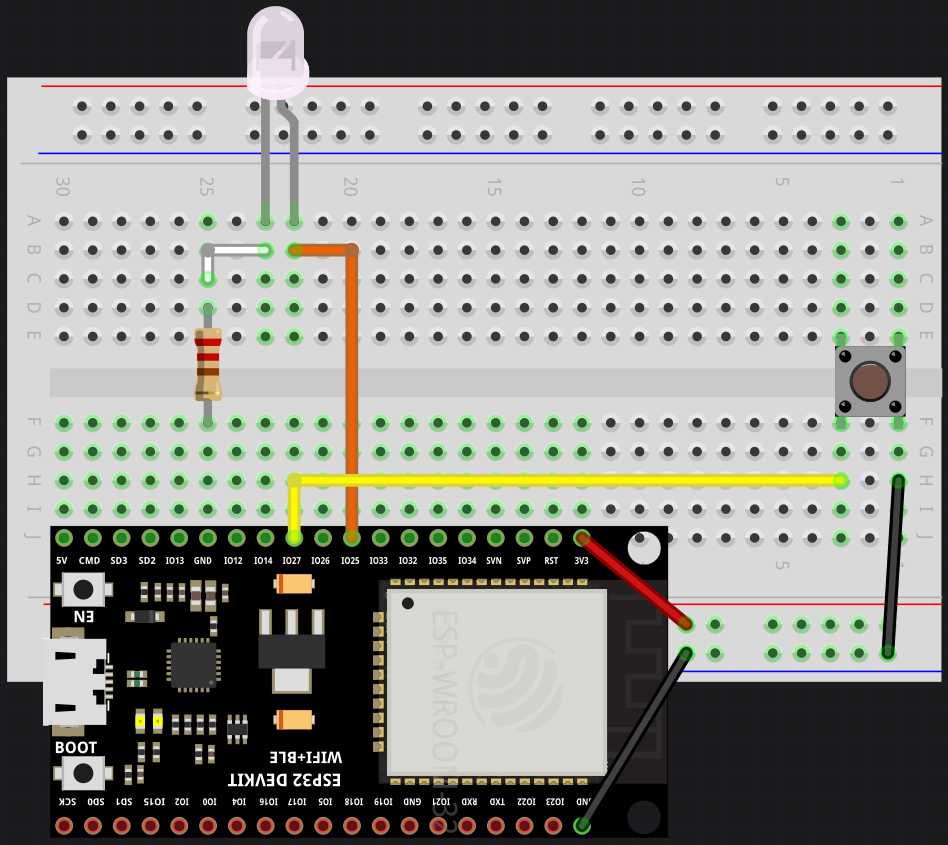 30 25 20 15 10 5 1
A A
B B
C C
D D
E E
F F
G G
H H
I I
J J
5V CMD SD3 SD2 IO13 GND IO12 IO14 IO27 IO26 IO25 IO33 IO32 IO35 IO34 SVN SVP RST 3V3
5 1
EN
ESP-WROOM-32
BOOT
WIFI+BLE
ESP32 DEVKIT
SCK SD0 SD1 IO15 IO2 IO0 IO4 IO16 IO17 IO5 IO18 IO19 GND IO21 RXD TXD IO22 IO23 GND